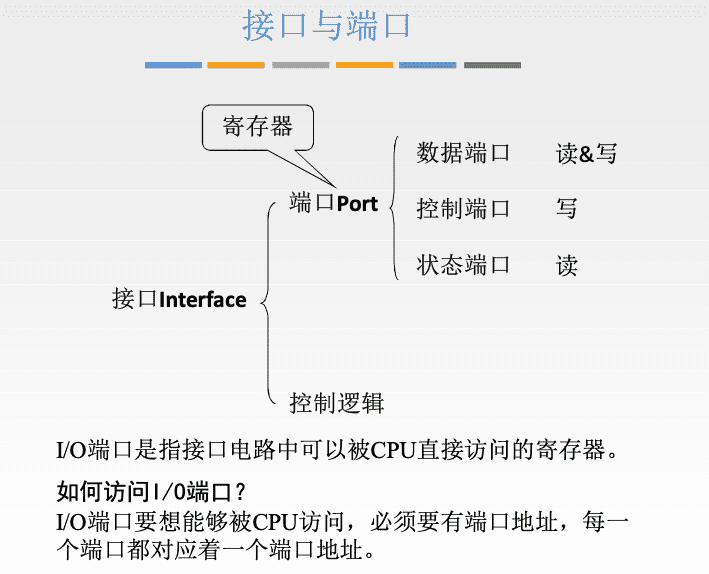 接口与端口
寄存器
数据端口 读&写
端口Port
控制端口 写
状态端口 读
接口Interface
控制逻辑
I/O端口是指接口电路中可以被CPU直接访问的寄存器。
如何访问I/O端口？
I/O端口要想能够被CPU访问，必须要有端口地址，每一
个端口都对应着一个端口地址。